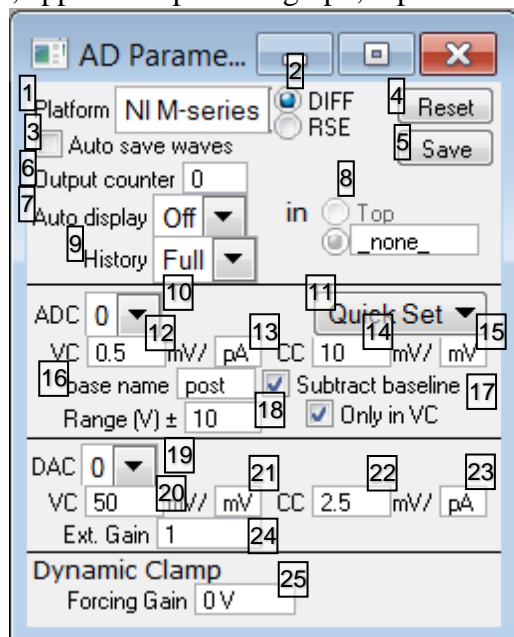 AD Parame...
1 Platform NI M-series 2 DIFF 4 Reset
RSE
3 Auto save waves 5 Save
6 Output counter 0
7 Auto display Off in 8 Top
_none_
9 History Full
10 11
ADC 0 Quick Set
12 13 14 15
VC 0.5 mV/ pA CC 10 mV/ mV
16 base name post Subtract baseline 17
Range (V) ± 10 18 Only in VC
DAC 0 19
20 21 22 23
VC 50 mV/ mV CC 2.5 mV/ pA
Ext. Gain 1 24
Dynamic Clamp
Forcing Gain 0 V 25